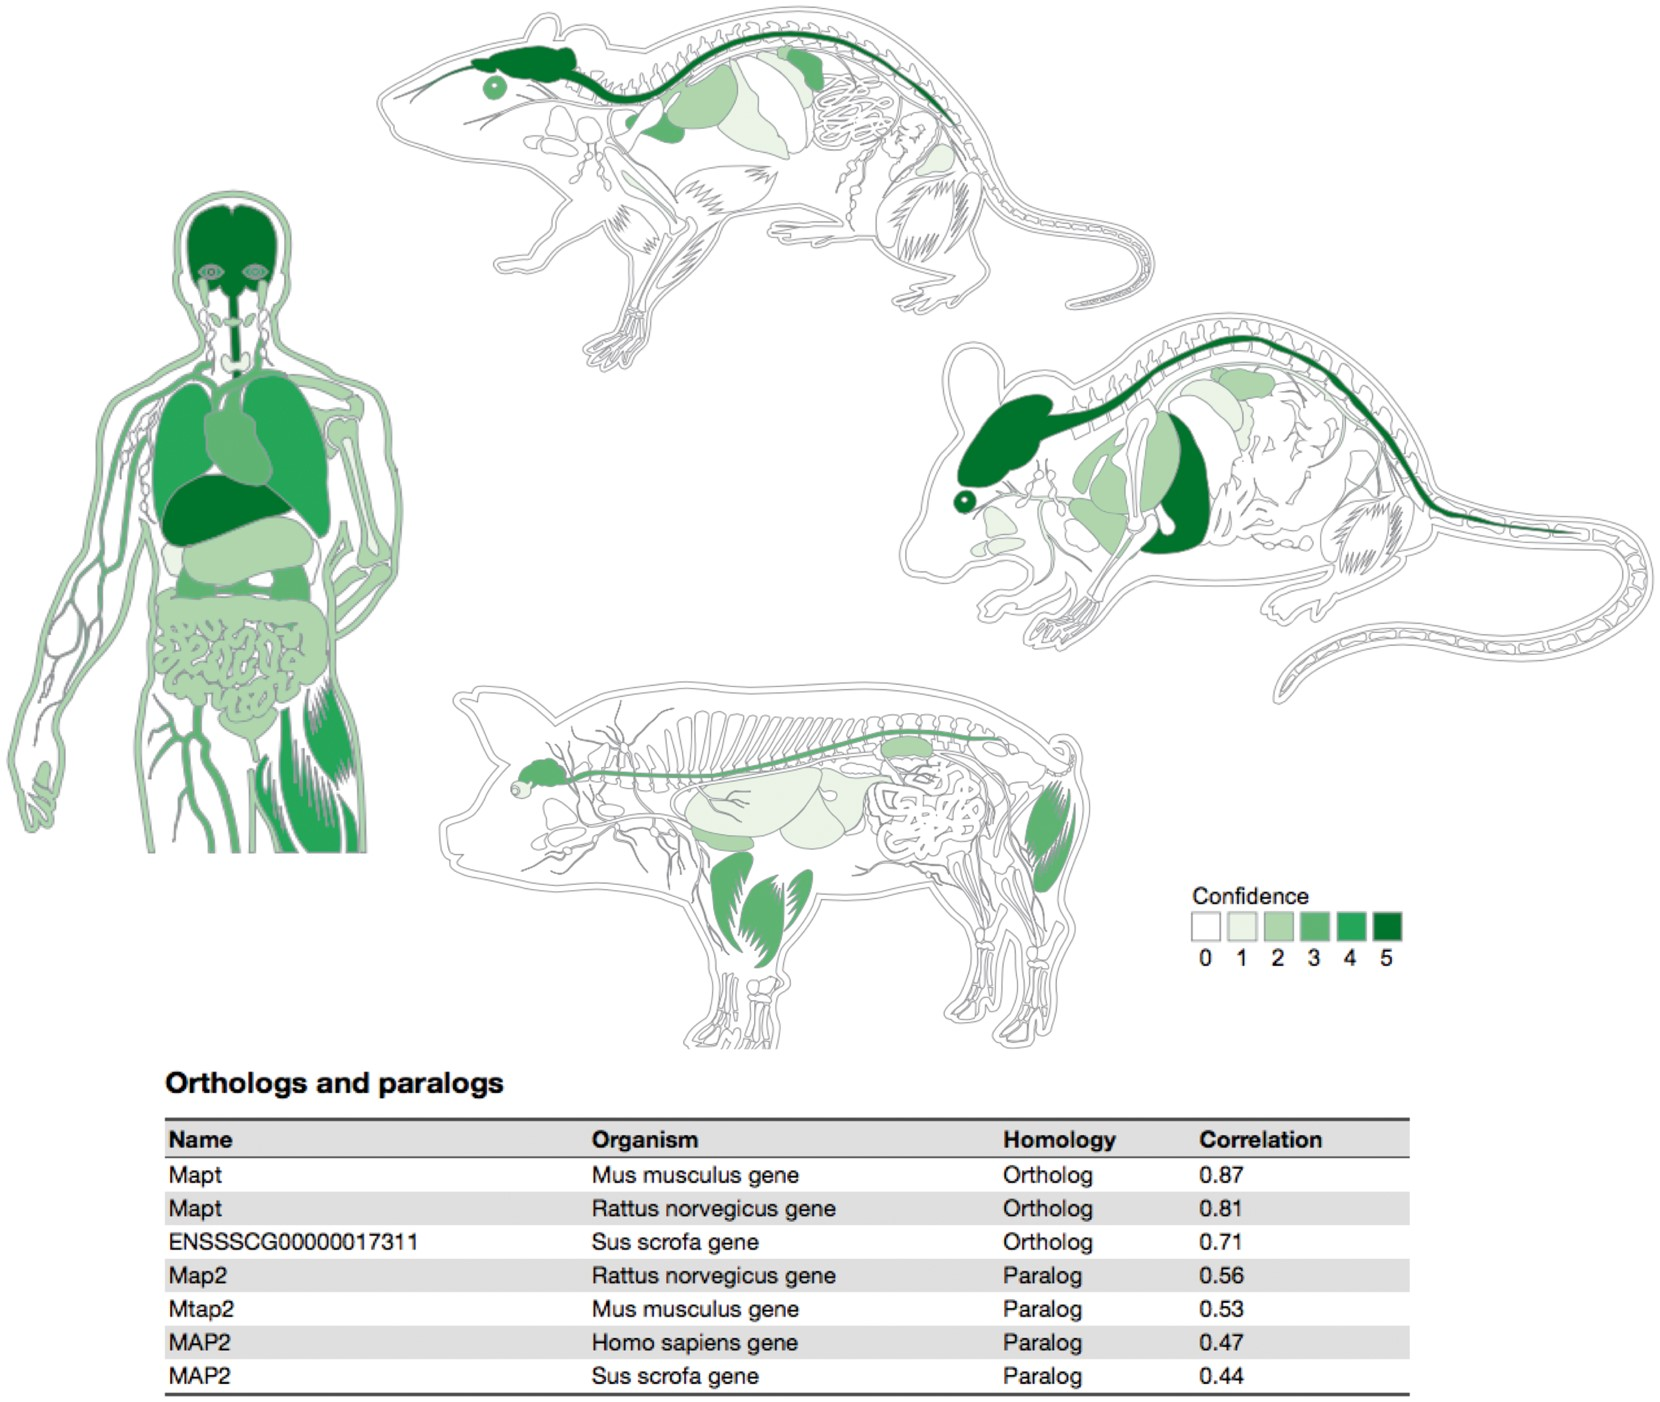 Confidence
0 1 2 3 4 5
Orthologs and paralogs
Name Organism Homology Correlation
Mapt Mus musculus gene Ortholog 0.87
Mapt Rattus norvegicus gene Ortholog 0.81
ENSSSCG00000017311 Sus scrofa gene Ortholog 0.71
Map2 Rattus norvegicus gene Paralog 0.56
Mtap2 Mus musculus gene Paralog 0.53
MAP2 Homo sapiens gene Paralog 0.47
MAP2 Sus scrofa gene Paralog 0.44